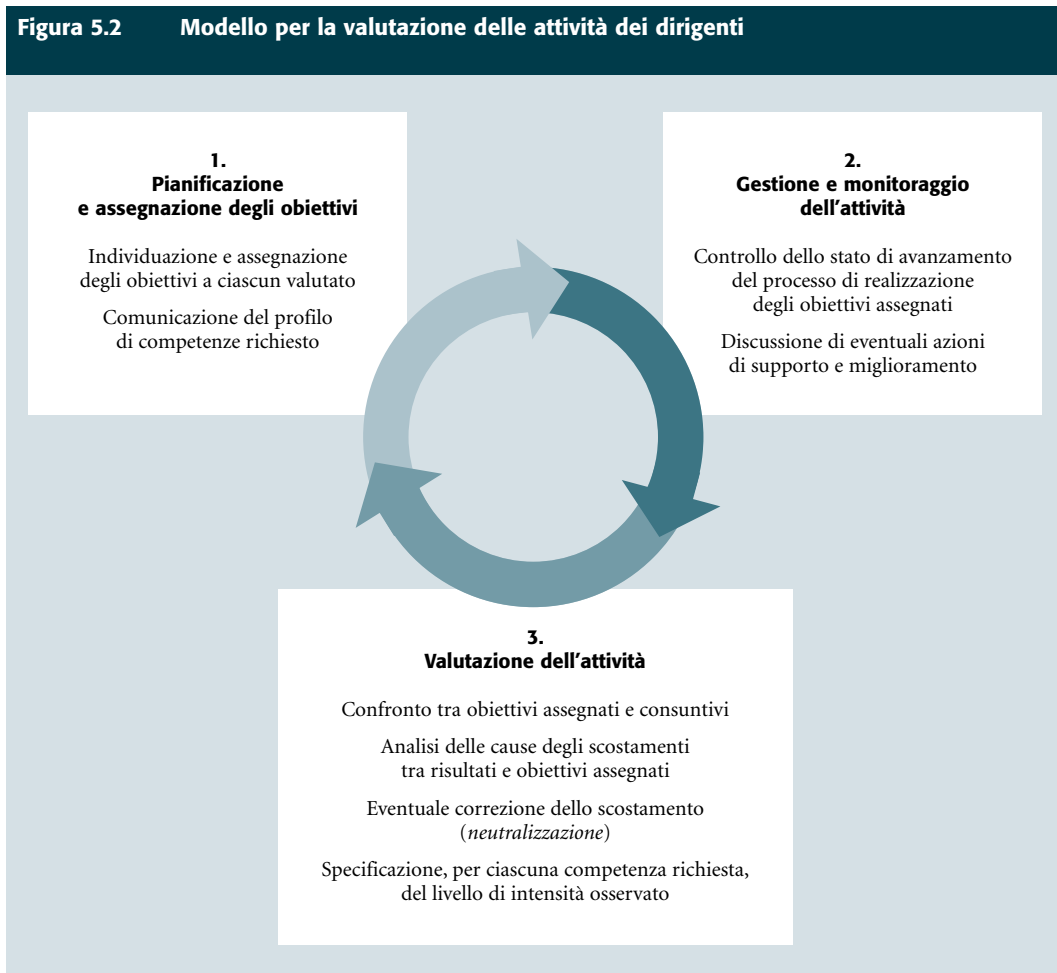 Figura 5.2 Modello per la valutazione delle attività dei dirigenti
1.
Pianificazione
e assegnazione degli obiettivi
Individuazione e assegnazione
degli obiettivi a ciascun valutato
Comunicazione del profilo
di competenze richiesto
2.
Gestione e monitoraggio
dell'attività
Controllo dello stato di avanzamento
del processo di realizzazione
degli obiettivi assegnati
Discussione di eventuali azioni
di supporto e miglioramento
3.
Valutazione dell'attività
Confronto tra obiettivi assegnati e consuntivi
Analisi delle cause degli scostamenti
tra risultati e obiettivi assegnati
Eventuale correzione dello scostamento
(neutralizzazione)
Specificazione, per ciascuna competenza richiesta,
del livello di intensità osservato